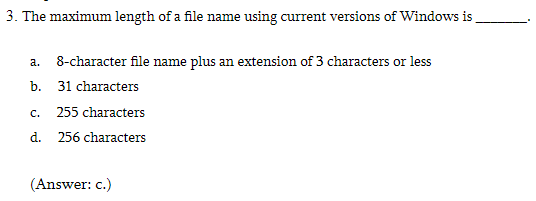 3. The maximum length of a file name using current versions of Windows is _______.
a. 8-character file name plus an extension of 3 characters or less
b. 31 characters
c. 255 characters
d. 256 characters
(Answer: c.)